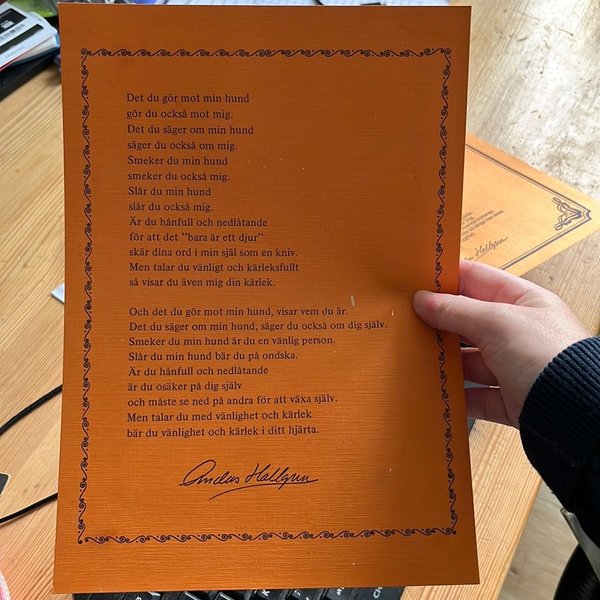 Det du gör mot min hund
gör du också mot mig.
Det du säger om min hund
säger du också om mig.
Smeker du min hund
smeker du också mig.
Slår du min hund
slår du också mig.
Är du hånfull och nedlåtande
för att det "bara är ett djur"
skär dina ord i min själ som en kniv.
Men talar du vänligt och kärleksfullt
så visar du även mig din kärlek.
Och det du gör mot min hund, visar vem du är.
Det du säger om min hund, säger du också om dig själv.
Smeker du min hund är du en vänlig person.
Slår du min hund bär du på ondska.
Är du hånfull och nedlåtande
är du osäker på dig själv
och måste se ned på andra för att växa själv.
Men talar du med vänlighet och kärlek
bär du vänlighet och kärlek i ditt hjärta.
Anders Hallgren